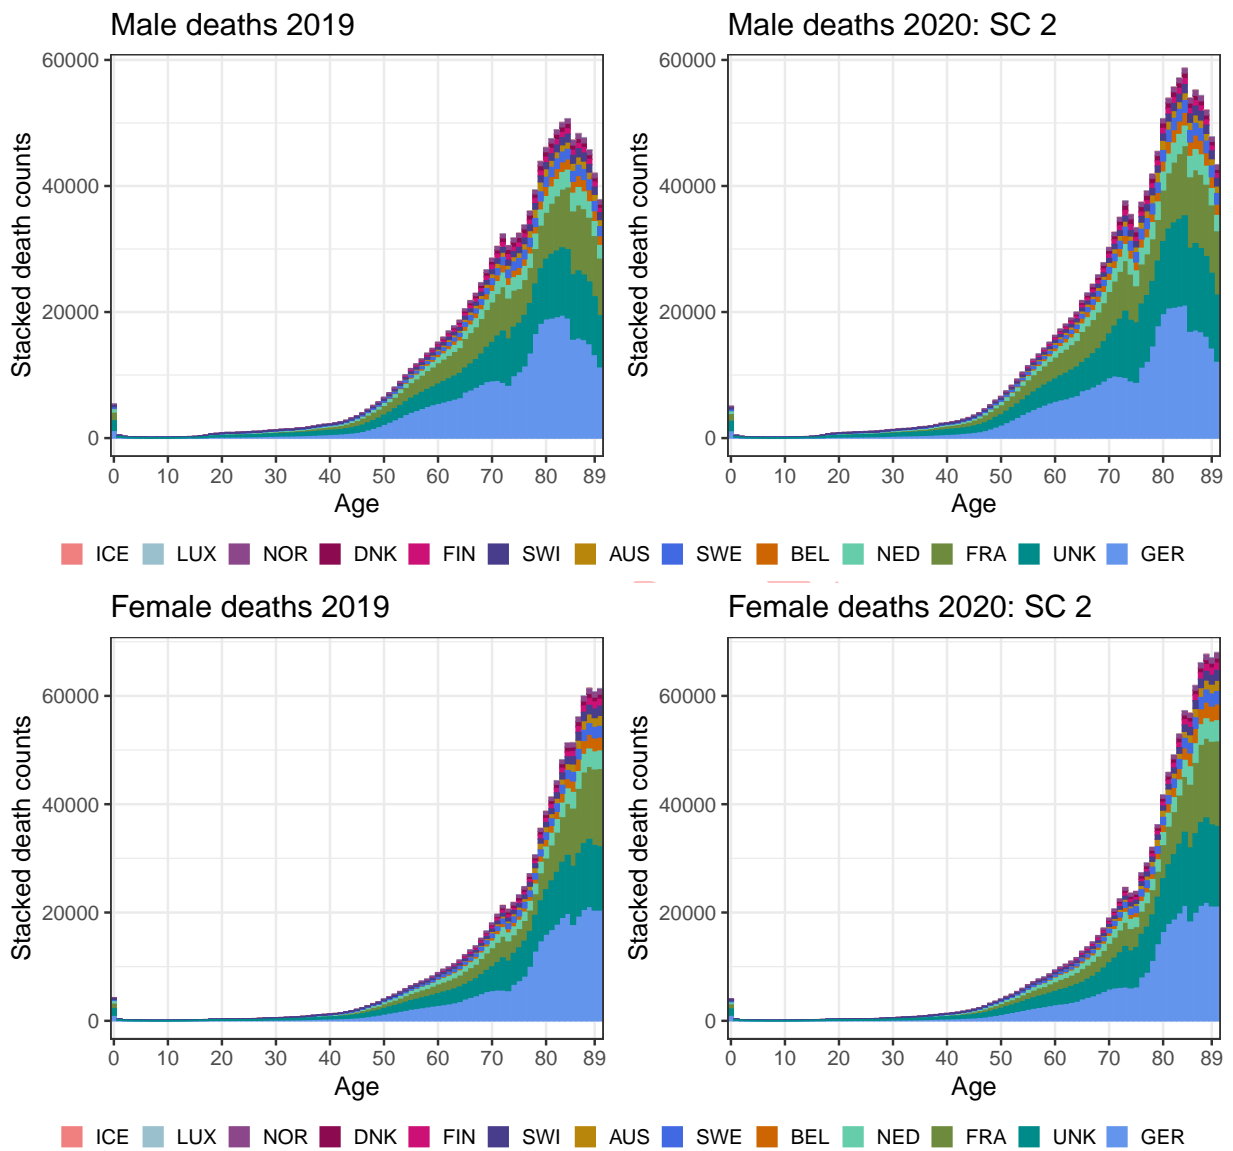 Male deaths 2019
Male deaths 2020: SC 2
60000
40000
20000
0
Stacked death counts
0 10 20 30 40 50 60 70 80 89
Age
60000
40000
20000
0
Stacked death counts
0 10 20 30 40 50 60 70 80 89
Age
ICE LUX NOR DNK FIN SWI AUS SWE BEL NED FRA UNK GER
Female deaths 2019
Female deaths 2020: SC 2
60000
40000
20000
0
Stacked death counts
0 10 20 30 40 50 60 70 80 89
Age
60000
40000
20000
0
Stacked death counts
0 10 20 30 40 50 60 70 80 89
Age
ICE LUX NOR DNK FIN SWI AUS SWE BEL NED FRA UNK GER